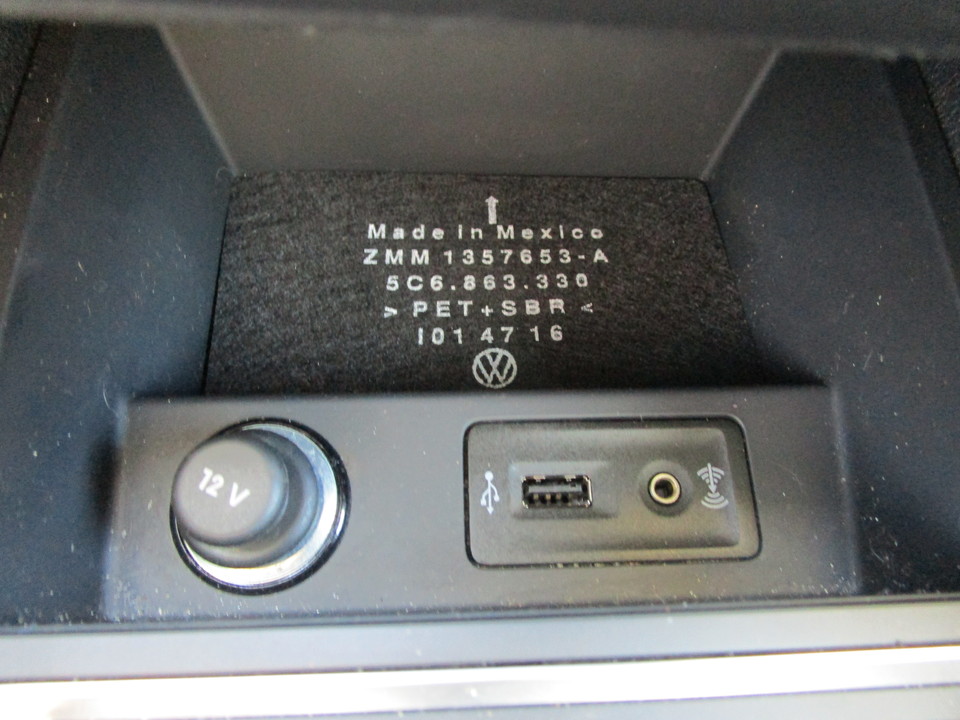 Made in Mexico
ZMM 1357653-A
5C6.863.330
> PET+SBR <
I01 47 16
12 V